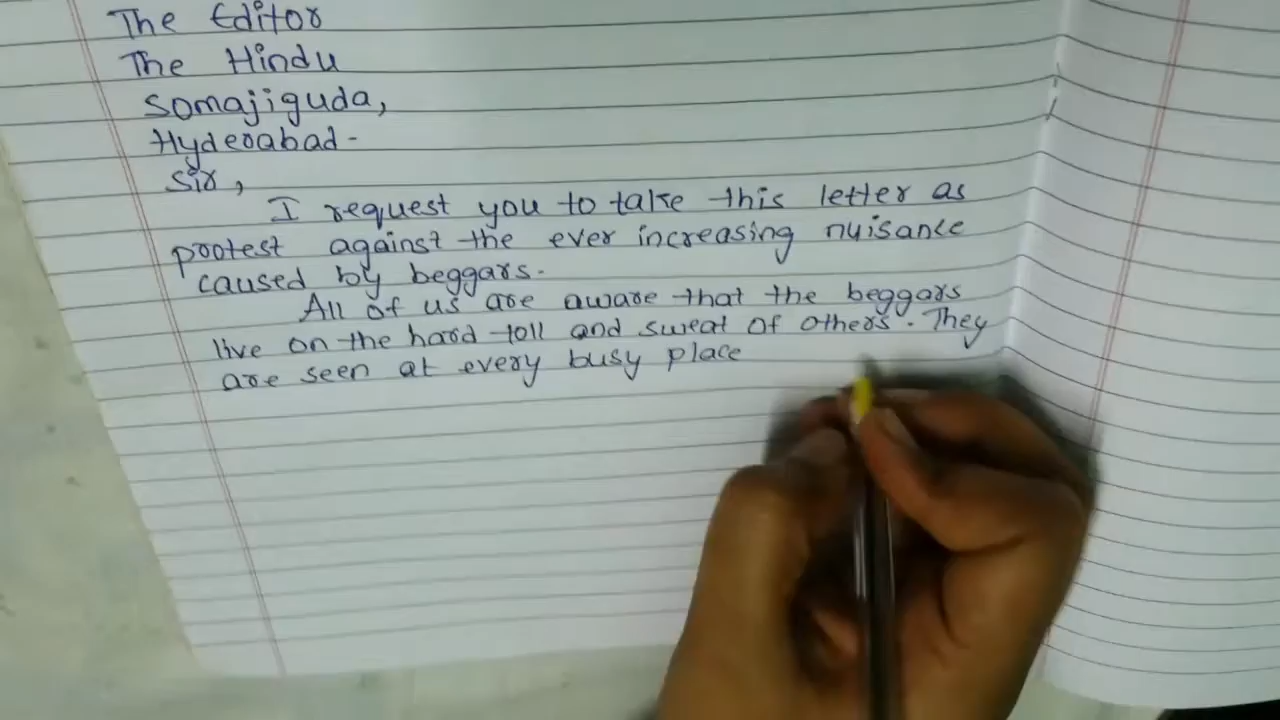 The Editor
The Hindu
Somajiguda,
Hyderabad-
Sir,
I request you to take this letter as
protest against the ever increasing nuisance
caused by beggars.
All of us are aware that the beggars
live on the hard toll and sweat of others. They
are seen at every busy place